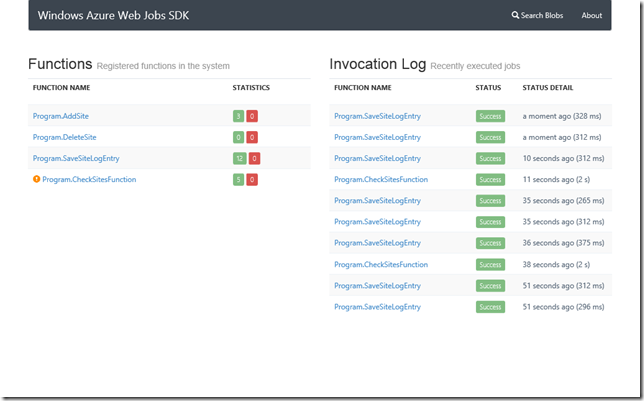 Windows Azure Web Jobs SDK Search Blobs About
Functions Registered functions in the system
FUNCTION NAME STATISTICS
Program.AddSite 3 0
Program.DeleteSite 0 0
Program.SaveSiteLogEntry 12 0
Program.CheckSitesFunction 5 0
Invocation Log Recently executed jobs
FUNCTION NAME STATUS STATUS DETAIL
Program.SaveSiteLogEntry Success a moment ago (328 ms)
Program.SaveSiteLogEntry Success a moment ago (312 ms)
Program.SaveSiteLogEntry Success 10 seconds ago (312 ms)
Program.CheckSitesFunction Success 11 seconds ago (2 s)
Program.SaveSiteLogEntry Success 35 seconds ago (265 ms)
Program.SaveSiteLogEntry Success 35 seconds ago (312 ms)
Program.SaveSiteLogEntry Success 36 seconds ago (375 ms)
Program.CheckSitesFunction Success 38 seconds ago (2 s)
Program.SaveSiteLogEntry Success 51 seconds ago (312 ms)
Program.SaveSiteLogEntry Success 51 seconds ago (296 ms)